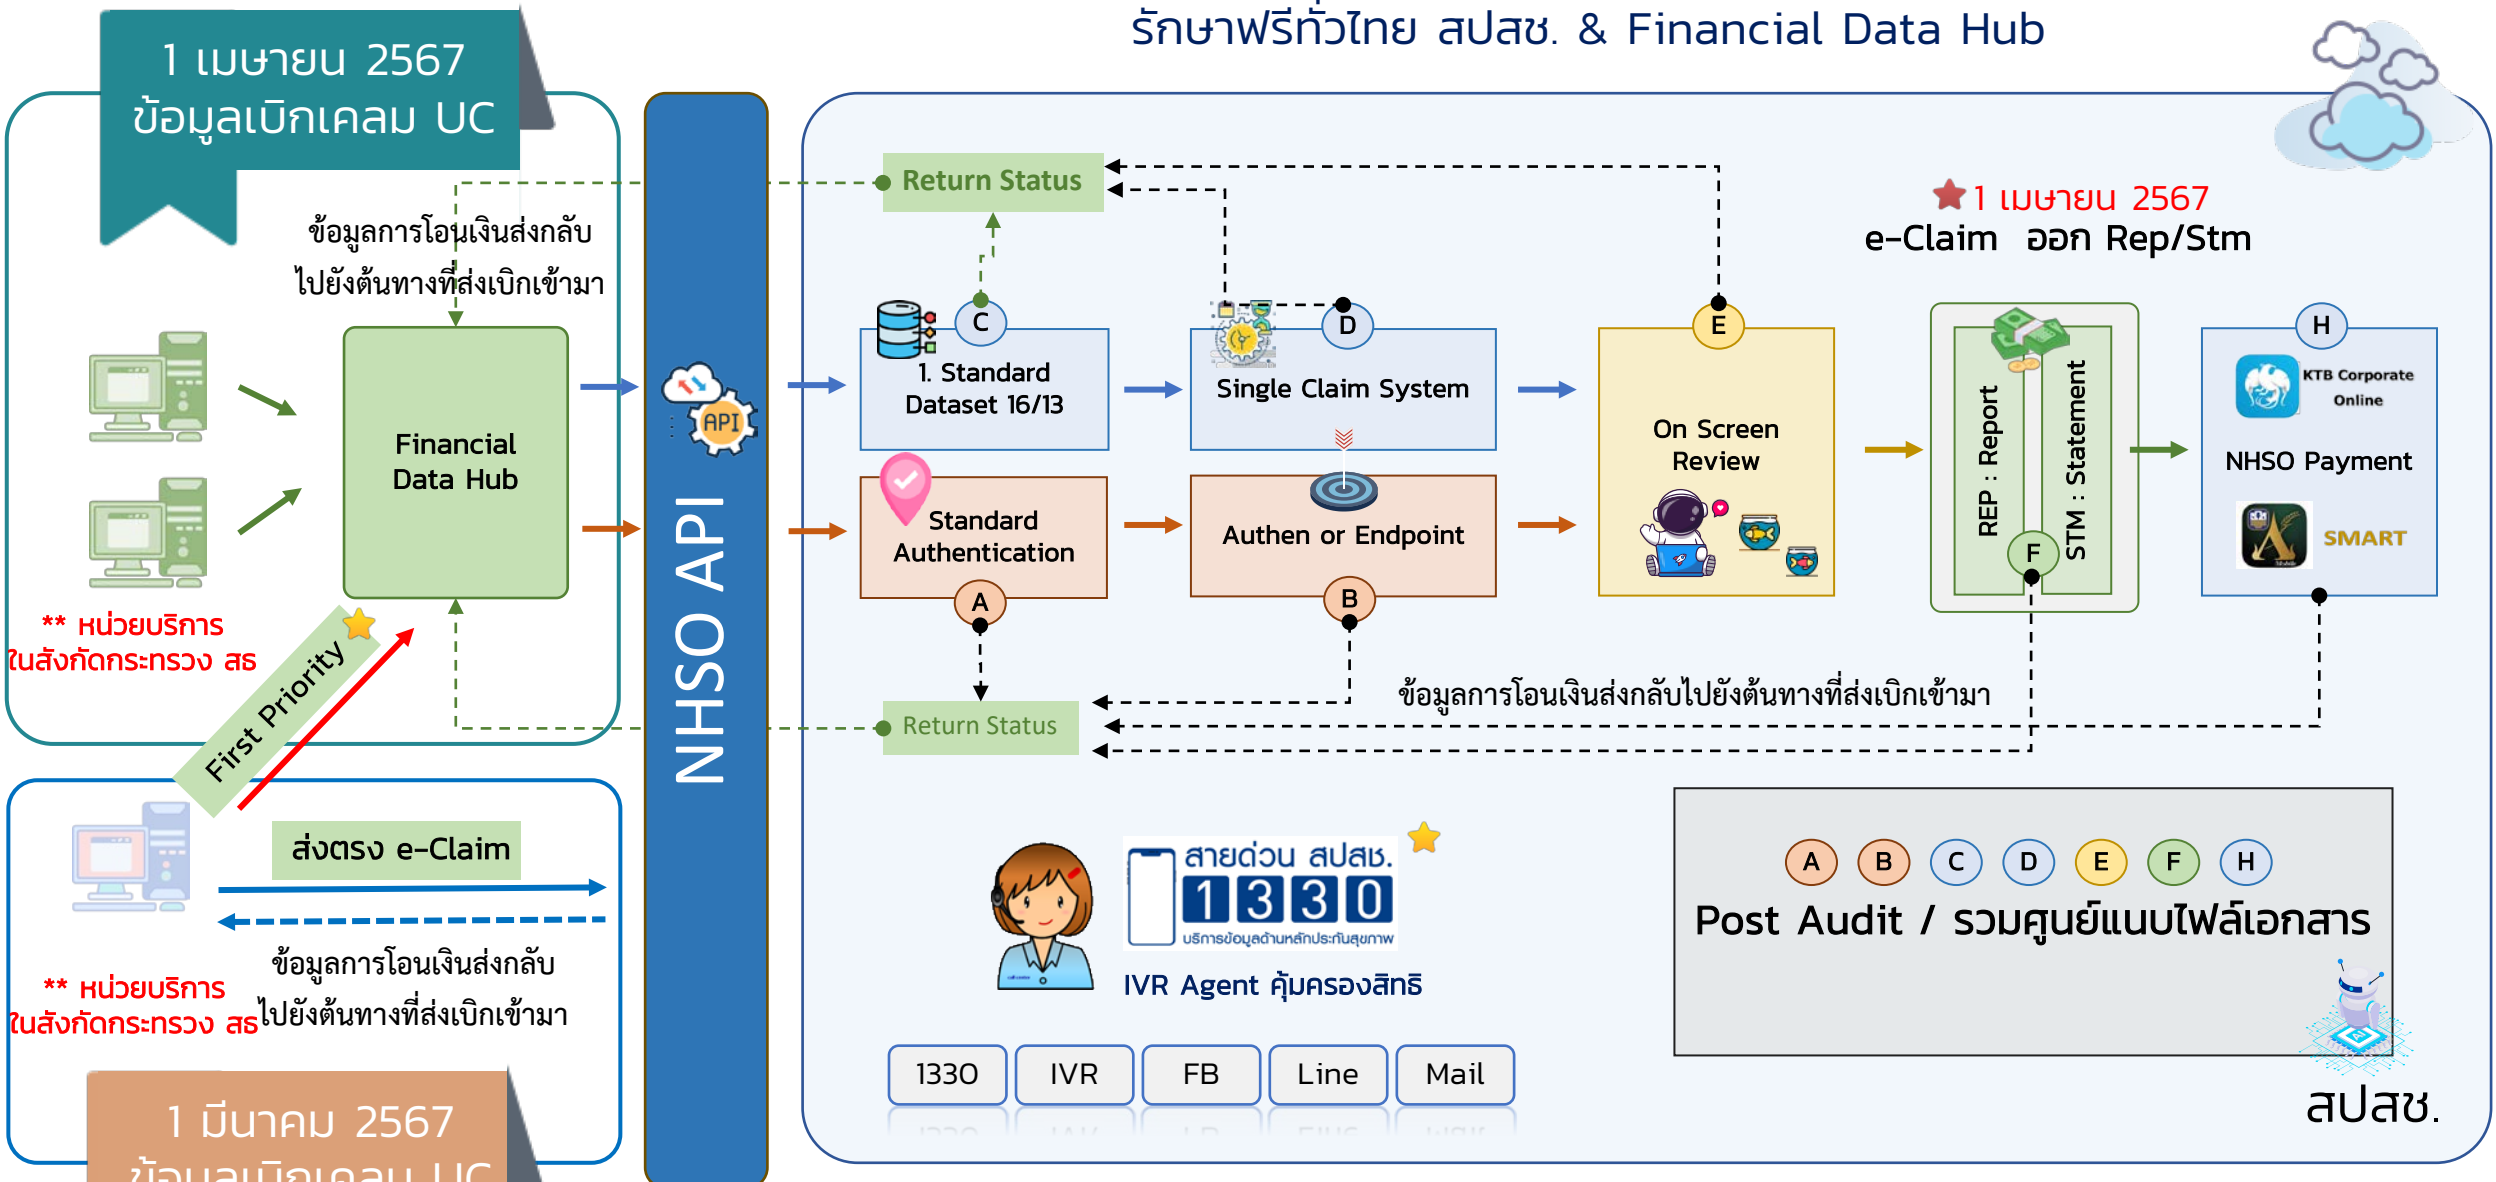 รักษาฟรีทั่วไทย สปสช. & Financial Data Hub
1 เมษายน 2567
ข้อมูลเบิกเคลม UC
ข้อมูลการโอนเงินส่งกลับ
ไปยังต้นทางที่ส่งเบิกเข้ามา
Financial
Data Hub
** หน่วยบริการ
ในสังกัดกระทรวง สธ
First Priority
ส่งตรง e-Claim
ข้อมูลการโอนเงินส่งกลับ
ไปยังต้นทางที่ส่งเบิกเข้ามา
** หน่วยบริการ
ในสังกัดกระทรวง สธ
1 มีนาคม 2567
ข้อมูลเบิกเคลม UC
API
NHSO API
Return Status
1 เมษายน 2567
e-Claim ออก Rep/Stm
C
1. Standard
Dataset 16/13
D
Single Claim System
E
On Screen
Review
REP : Report
STM : Statement
F
H
KTB Corporate
Online
NHSO Payment
SMART
Standard
Authentication
A
Authen or Endpoint
B
ข้อมูลการโอนเงินส่งกลับไปยังต้นทางที่ส่งเบิกเข้ามา
Return Status
สายด่วน สปสช.
1330
บริการข้อมูลด้านหลักประกันสุขภาพ
IVR Agent คุ้มครองสิทธิ
1330 IVR FB Line Mail
A B C D E F H
Post Audit / รวมศูนย์แนบไฟล์เอกสาร
สปสช.